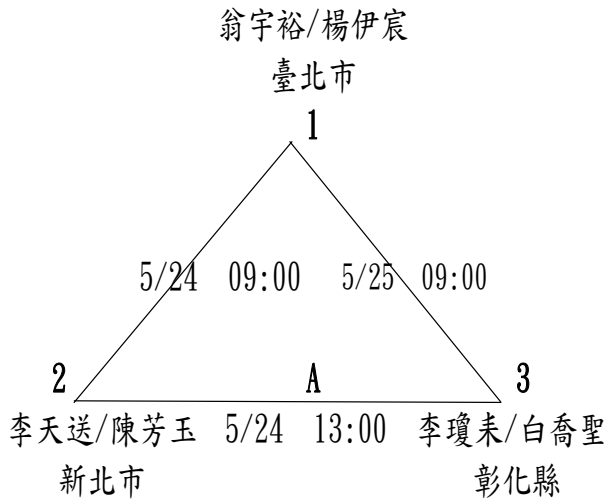 翁宇裕/楊伊宸
臺北市
1
5/24 09:00 5/25 09:00
2 A 3
李天送/陳芳玉 5/24 13:00 李瓊耒/白喬聖
新北市 彰化縣